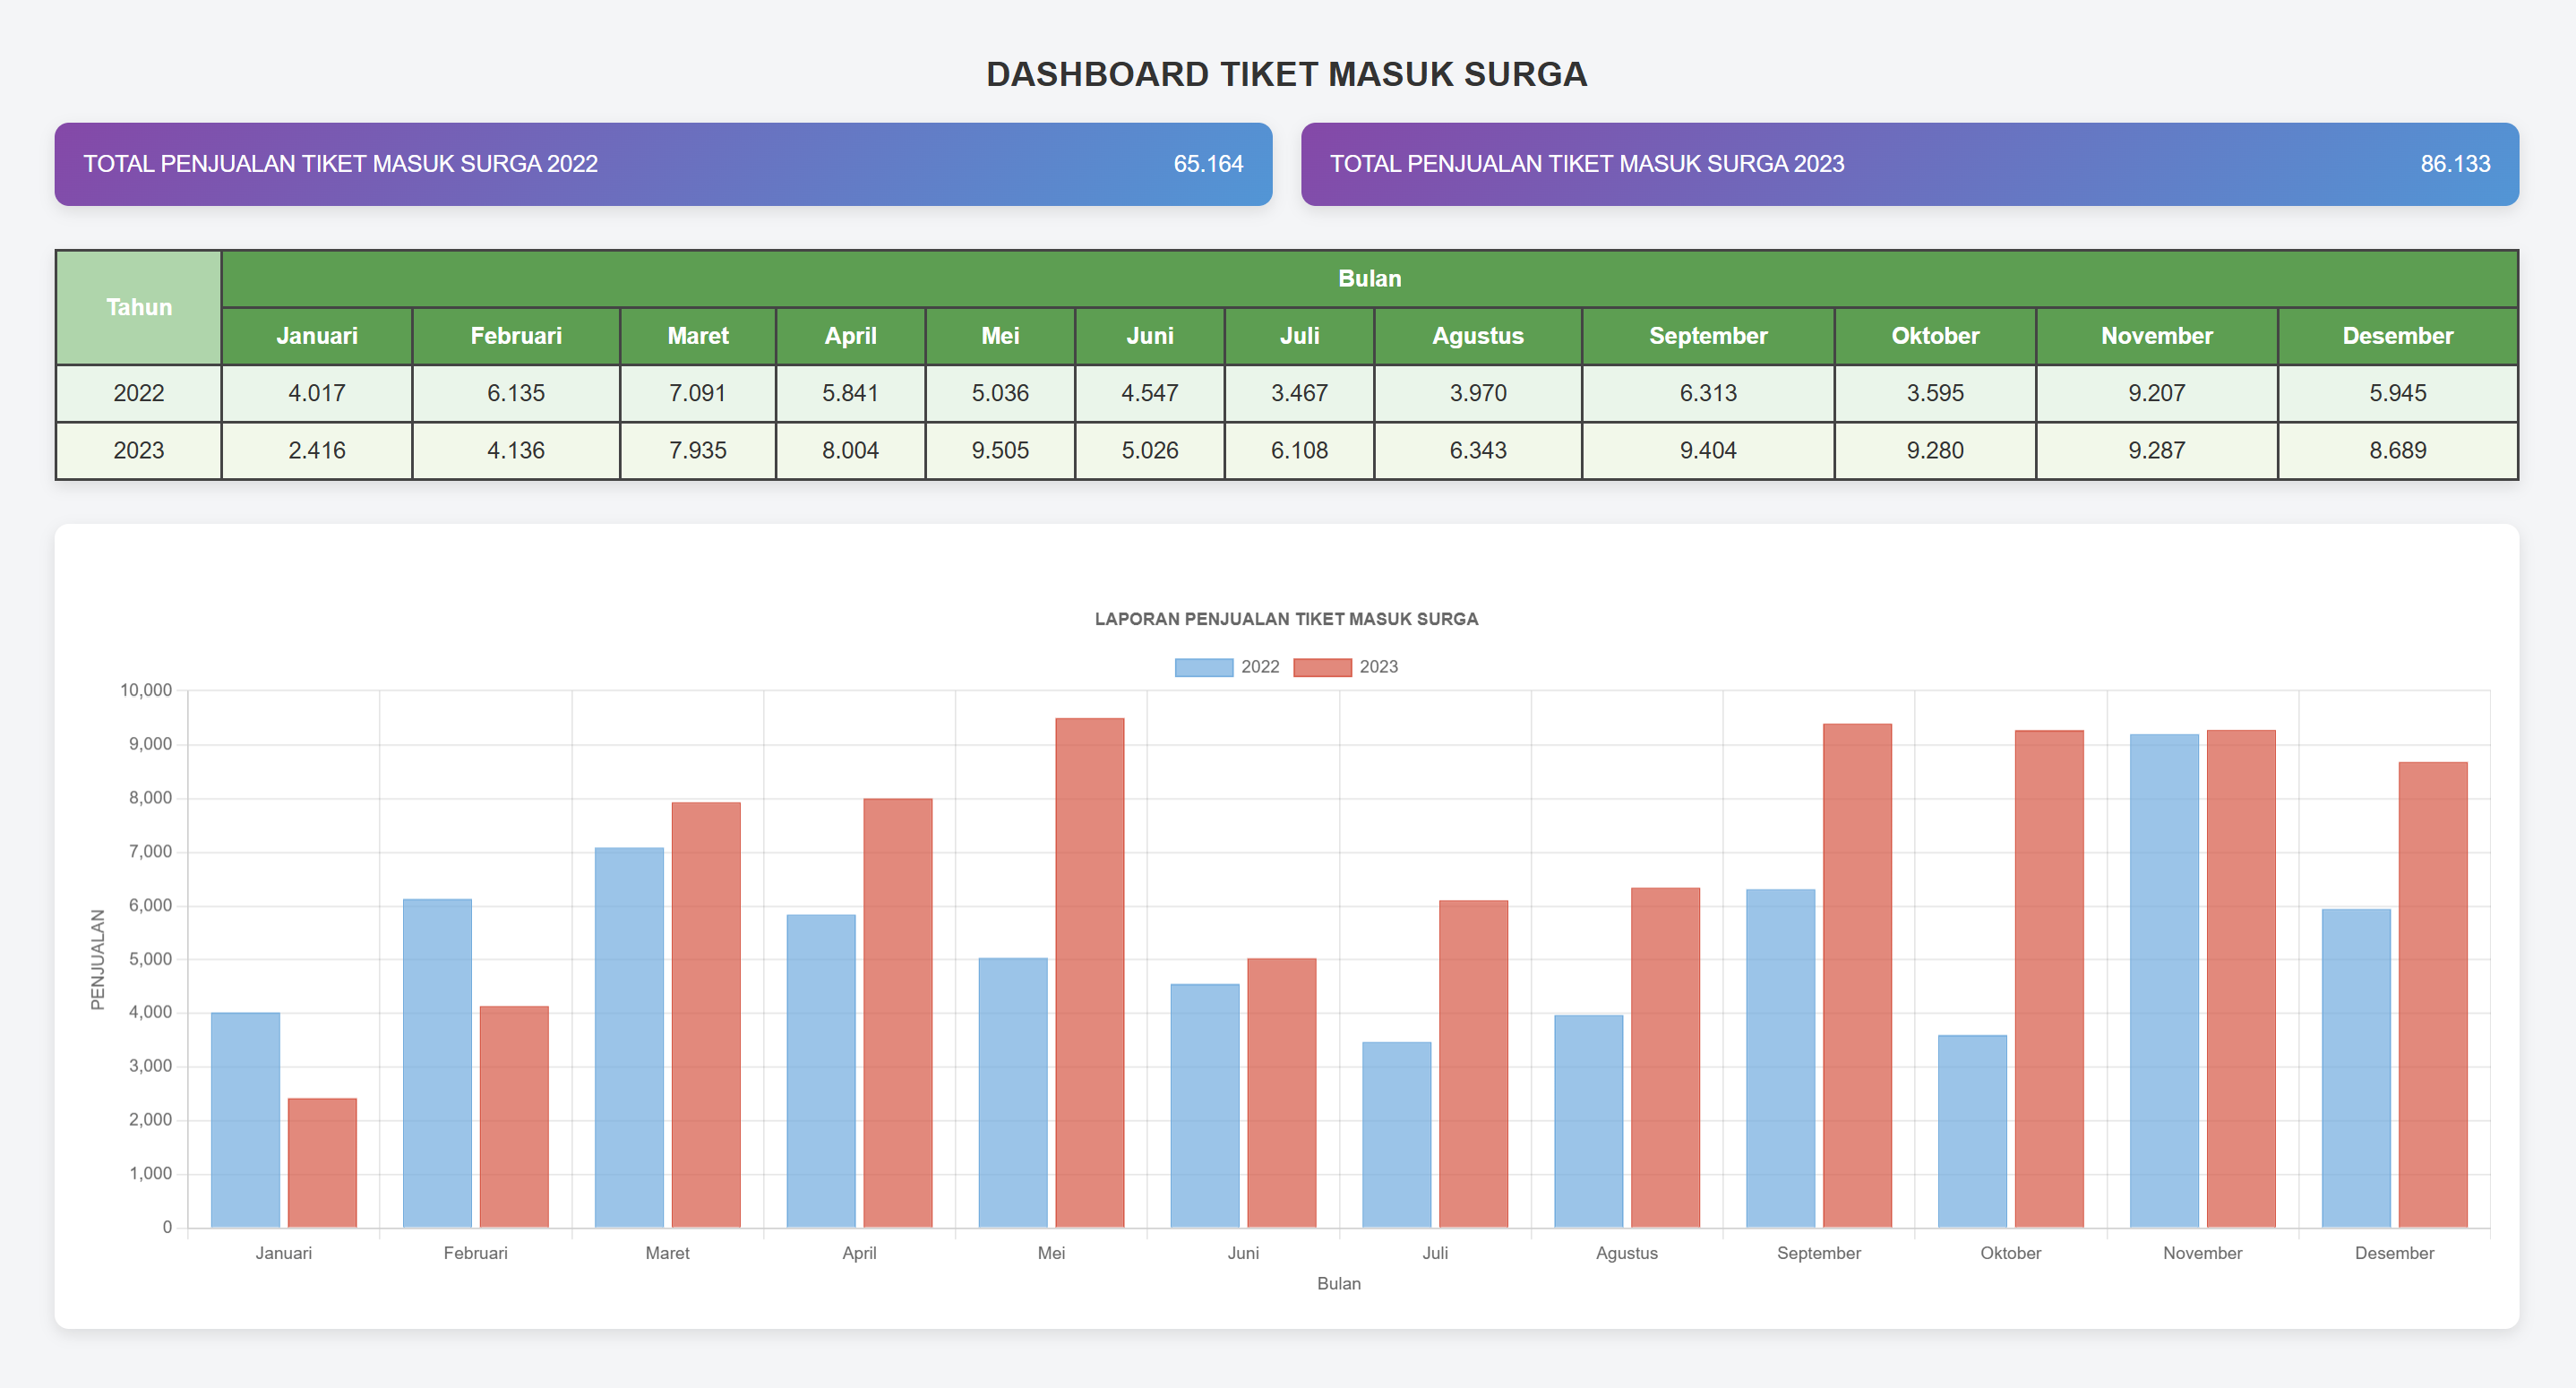 DASHBOARD TIKET MASUK SURGA
TOTAL PENJUALAN TIKET MASUK SURGA 2022 65.164
TOTAL PENJUALAN TIKET MASUK SURGA 2023 86.133
Tahun Bulan
Januari Februari Maret April Mei Juni Juli Agustus September Oktober November Desember
2022 4.017 6.135 7.091 5.841 5.036 4.547 3.467 3.970 6.313 3.595 9.207 5.945
2023 2.416 4.136 7.935 8.004 9.505 5.026 6.108 6.343 9.404 9.280 9.287 8.689
LAPORAN PENJUALAN TIKET MASUK SURGA
2022 2023
10,000
9,000
8,000
7,000
6,000
5,000
4,000
3,000
2,000
1,000
0
PENJUALAN
Januari Februari Maret April Mei Juni Juli Agustus September Oktober November Desember
Bulan